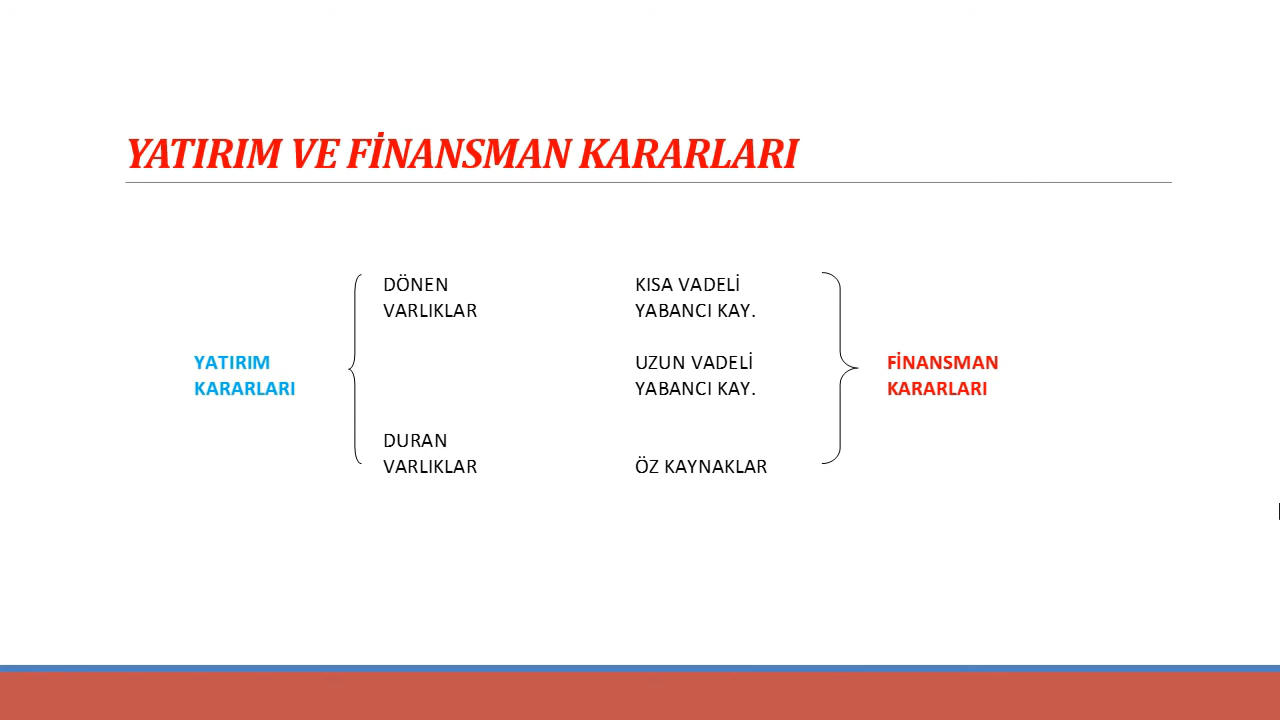 YATIRIM VE FİNANSMAN KARARLARI
YATIRIM
KARARLARI
DÖNEN
VARLIKLAR
DURAN
VARLIKLAR
KISA VADELİ
YABANCI KAY.
UZUN VADELİ
YABANCI KAY.
ÖZ KAYNAKLAR
FİNANSMAN
KARARLARI